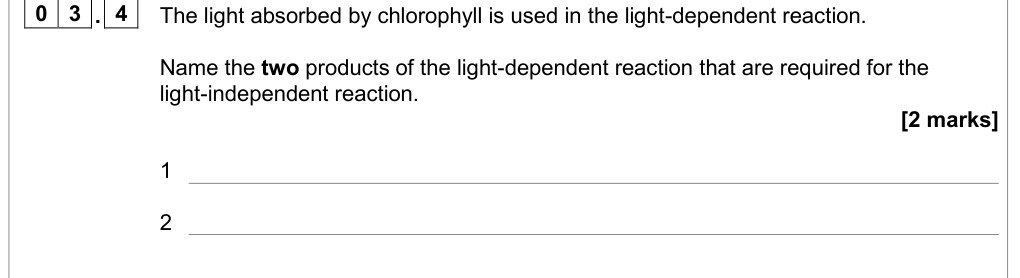 0 3 . 4 The light absorbed by chlorophyll is used in the light-dependent reaction.
Name the two products of the light-dependent reaction that are required for the
light-independent reaction.
[2 marks]
1
2